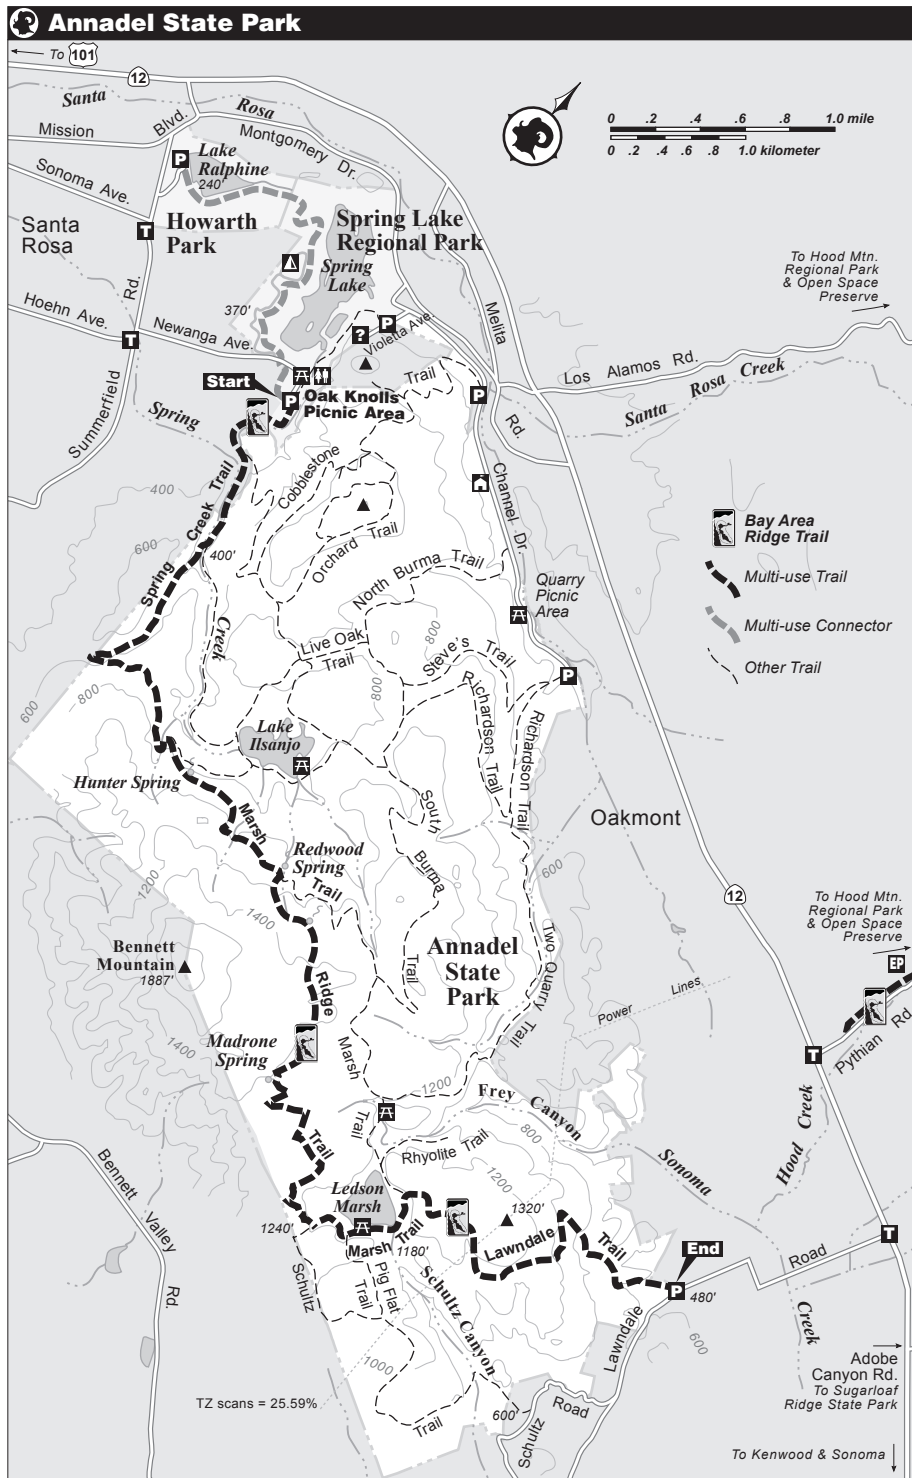 Annadel State Park
To 101
12
Santa
Rosa
Mission
Blvd.
Montgomery Dr.
Sonoma Ave.
P
Lake
Ralphine
240'
0 .2 .4 .6 .8 1.0 mile
0 .2 .4 .6 .8 1.0 kilometer
Santa
Rosa
T
Howarth
Park
Spring Lake
Regional Park
Spring
Lake
To Hood Mtn.
Regional Park
& Open Space
Preserve
Rd.
370'
Hoehn Ave.
Newanga Ave.
T
?
P
Violetta Ave.
Melita
Rd.
Los Alamos Rd.
Santa Rosa Creek
Summerfield
Start
P
Oak Knolls
Picnic Area
Trail
P
Spring
Creek
Cobblestone
400
600
400'
Spring Creek Trail
Orchard Trail
Channel Dr.
North Burma Trail
Quarry
Picnic
Area
Bay Area
Ridge Trail
Multi-use Trail
Multi-use Connector
Other Trail
Live Oak
Trail
800
Steve's Trail
P
800
600
800
Richardson Trail
Richardson Trail
Lake
Ilsanjo
Hunter Spring
Oakmont
South
Burma
Trail
Marsh
Redwood
Spring
Trail
600
12
1200
1400
To Hood Mtn.
Regional Park
& Open Space
Preserve
EP
Bennett
Mountain
1887'
Annadel
State
Park
Two Quarry Trail
Ridge
Power Lines
Pythian Rd.
T
1400
Madrone
Spring
Marsh
Trail
1200
Frey Canyon
800
Hood Creek
Trail
Rhyolite Trail
1200
Sonoma
Creek
Bennett Valley Rd.
Ledson
Marsh
1240'
Marsh Trail
1180'
1320'
Lawndale Trail
End
P
480'
Road
T
Schultz
Trail
Pig Flat
Trail
Schultz Canyon
1000
Lawndale
600
TZ scans = 25.59%
600'
Schultz
Road
Adobe
Canyon Rd.
To Sugarloaf
Ridge State Park
To Kenwood & Sonoma